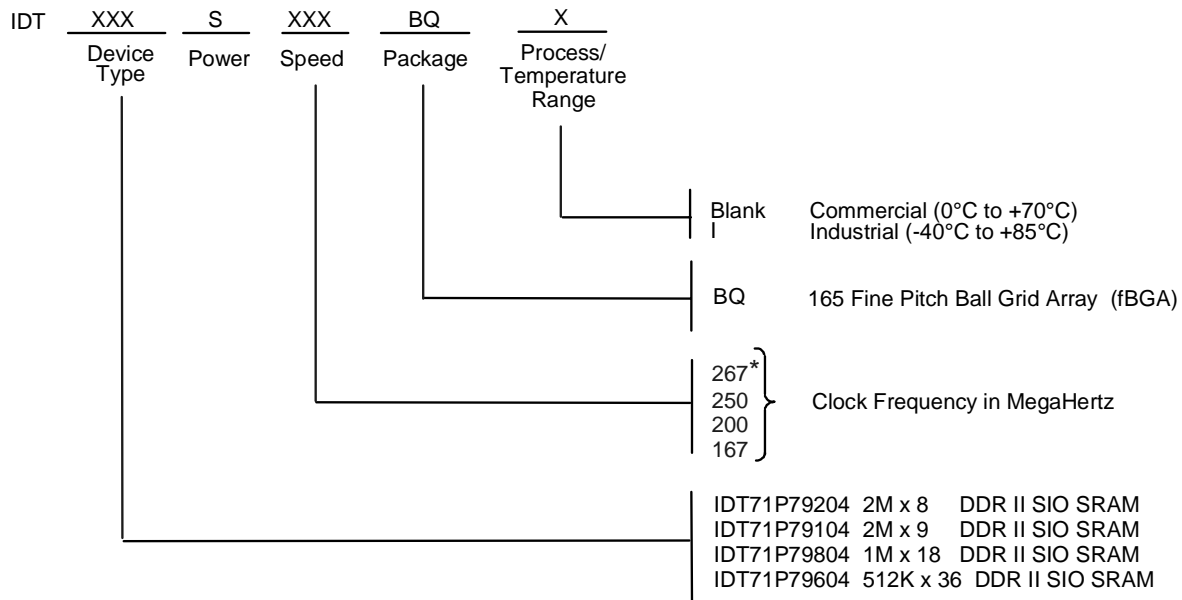 IDT XXX S XXX BQ X
Device Type Power Speed Package Process/ Temperature Range
Blank Commercial (0°C to +70°C)
I Industrial (-40°C to +85°C)
BQ 165 Fine Pitch Ball Grid Array (fBGA)
267*
250
200
167
Clock Frequency in MegaHertz
IDT71P79204 2M x 8 DDR II SIO SRAM
IDT71P79104 2M x 9 DDR II SIO SRAM
IDT71P79804 1M x 18 DDR II SIO SRAM
IDT71P79604 512K x 36 DDR II SIO SRAM